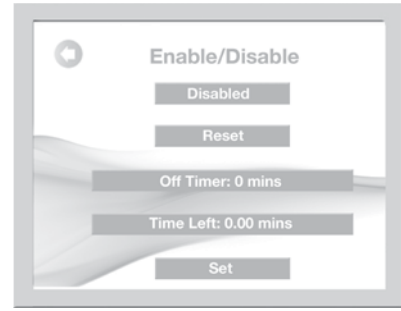 Enable/Disable
Disabled
Reset
Off Timer: 0 mins
Time Left: 0.00 mins
Set